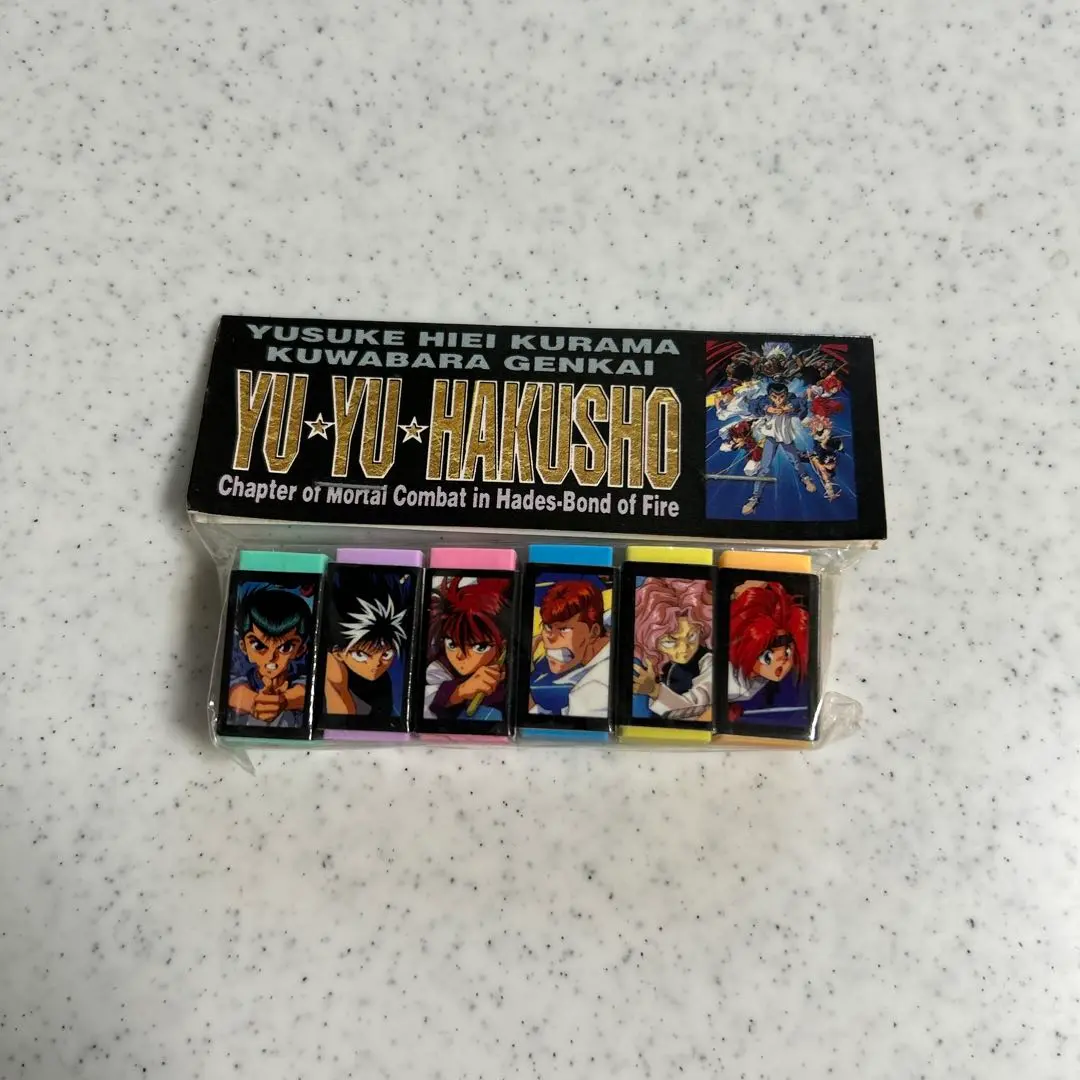 YUSUKE HIEI KURAMA
KUWABARA GENKAI
YU★YU★HAKUSHO
Chapter of Mortal Combat in Hades-Bond of Fire